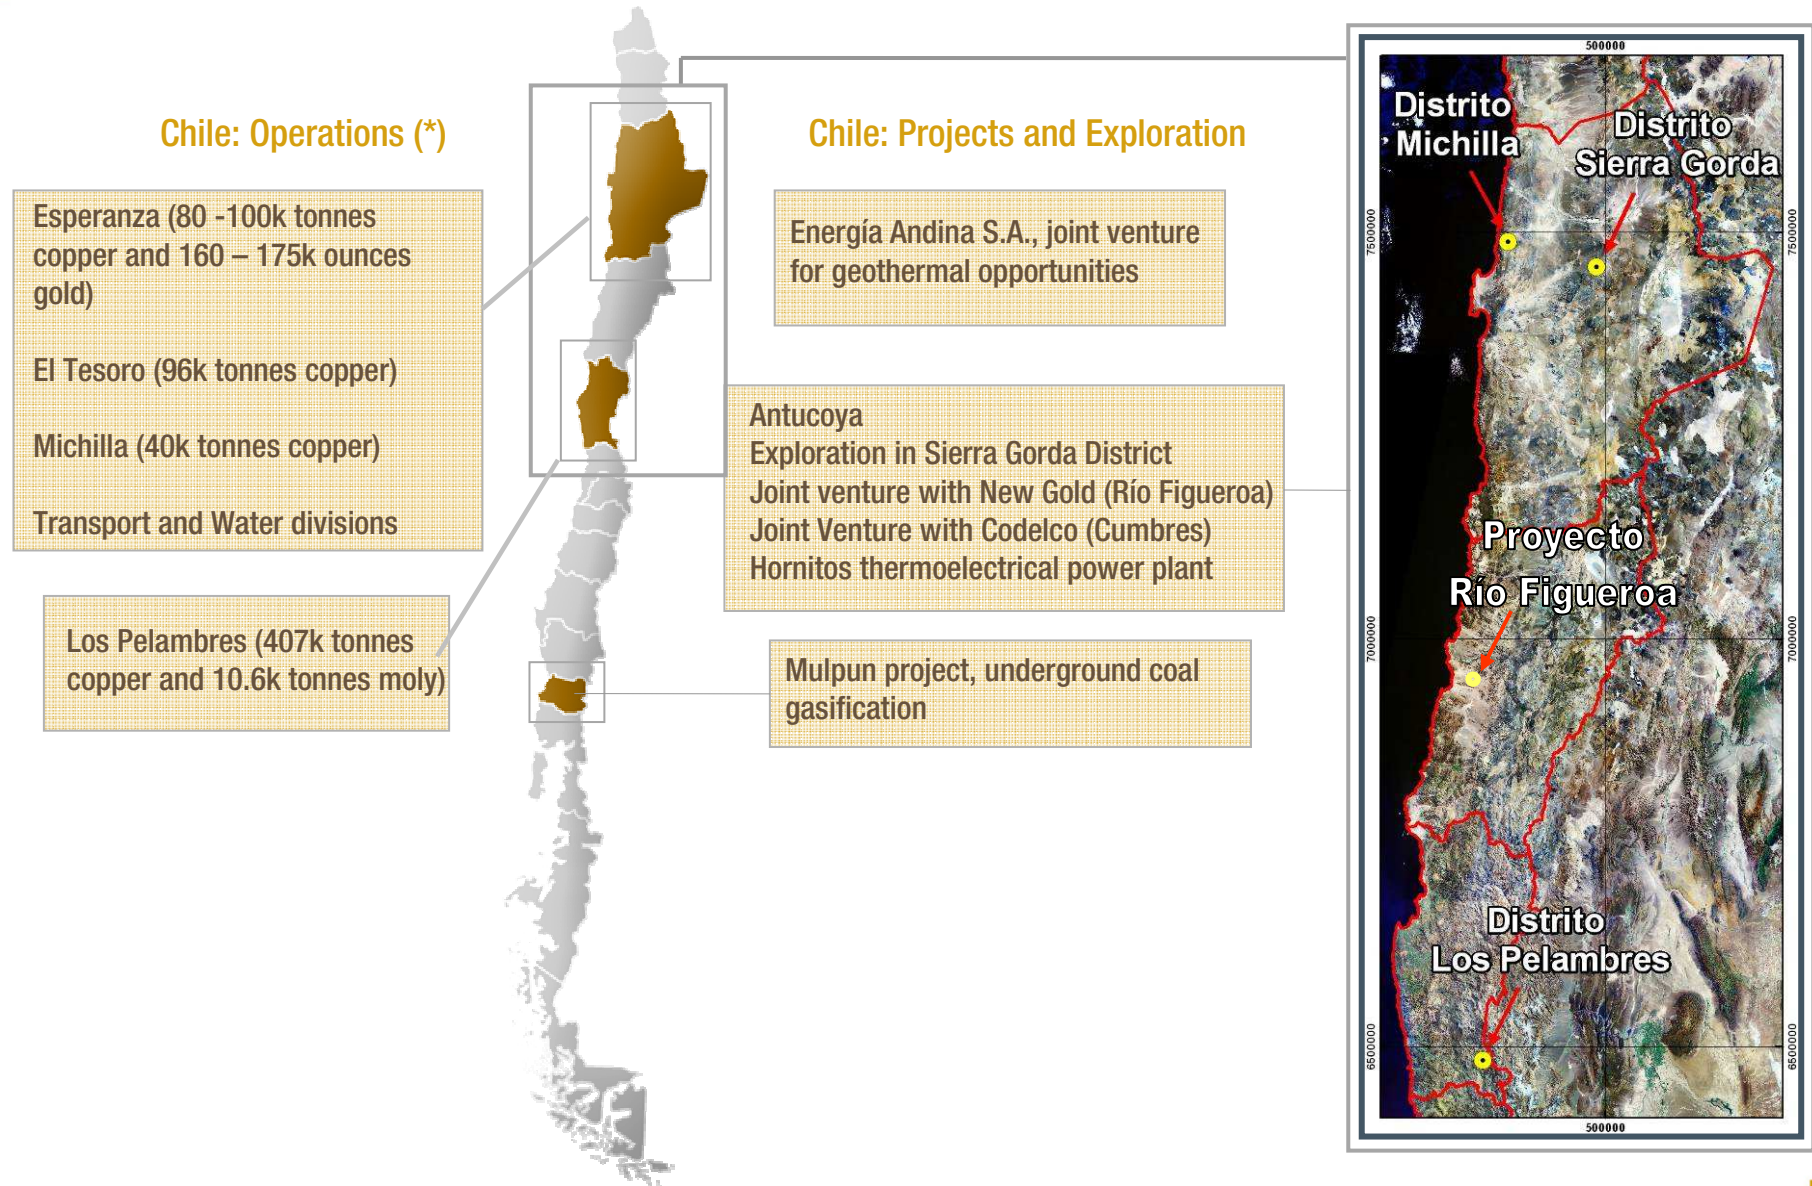 Chile: Operations (*)
Esperanza (80 -100k tonnes
copper and 160 – 175k ounces
gold)
El Tesoro (96k tonnes copper)
Michilla (40k tonnes copper)
Transport and Water divisions
Los Pelambres (407k tonnes
copper and 10.6k tonnes moly)
Chile: Projects and Exploration
Energía Andina S.A., joint venture
for geothermal opportunities
Antucoya
Exploration in Sierra Gorda District
Joint venture with New Gold (Río Figueroa)
Joint Venture with Codelco (Cumbres)
Hornitos thermoelectrical power plant
Mulpun project, underground coal
gasification
500000
Distrito
Michilla
Distrito
Sierra Gorda
7500000
7500000
Proyecto
Río Figueroa
7000000
7000000
Distrito
Los Pelambres
6500000
6500000
500000